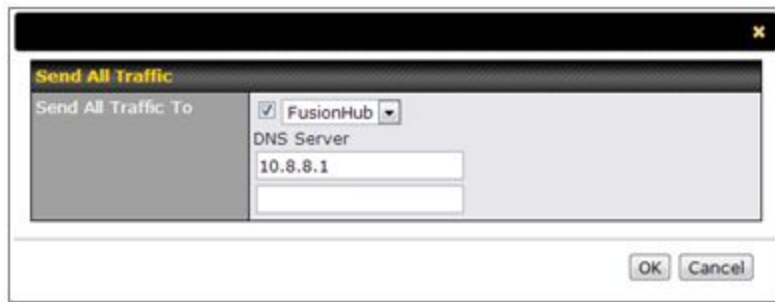 Send All Traffic
Send All Traffic To
FusionHub
DNS Server
10.8.8.1
OK Cancel